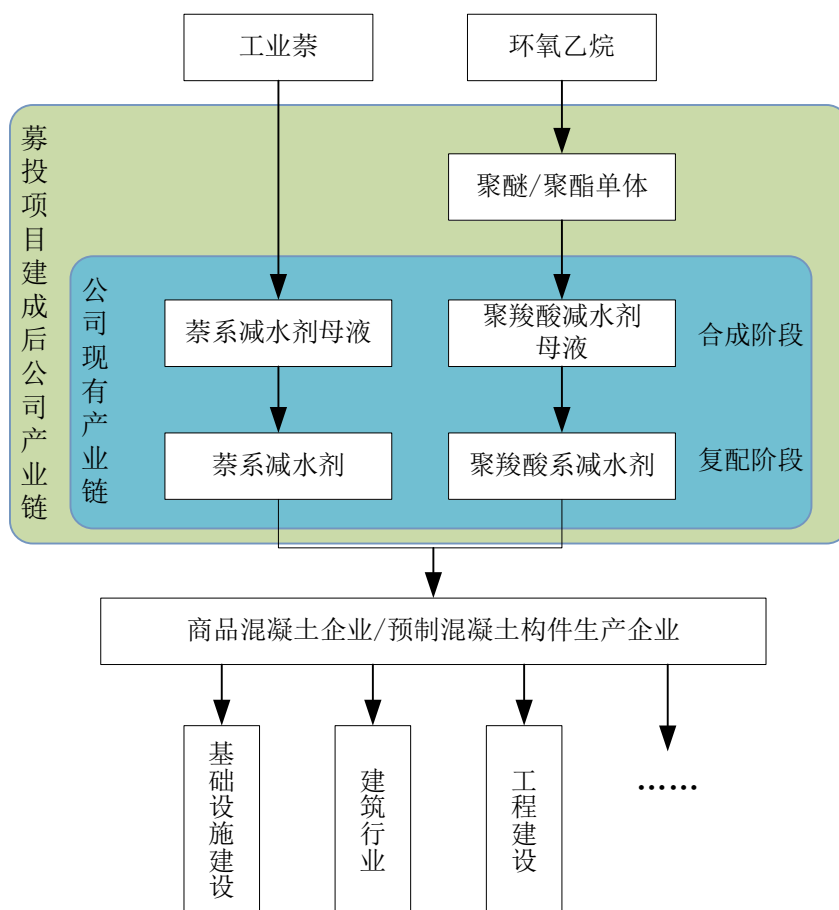 工业萘
环氧乙烷
募投项目建成后公司产业链
聚醚/聚酯单体
公司现有产业链
萘系减水剂母液
聚羧酸减水剂
母液
合成阶段
萘系减水剂
聚羧酸系减水剂
复配阶段
商品混凝土企业/预制混凝土构件生产企业
基础设施建设
建筑行业
工程建设
……